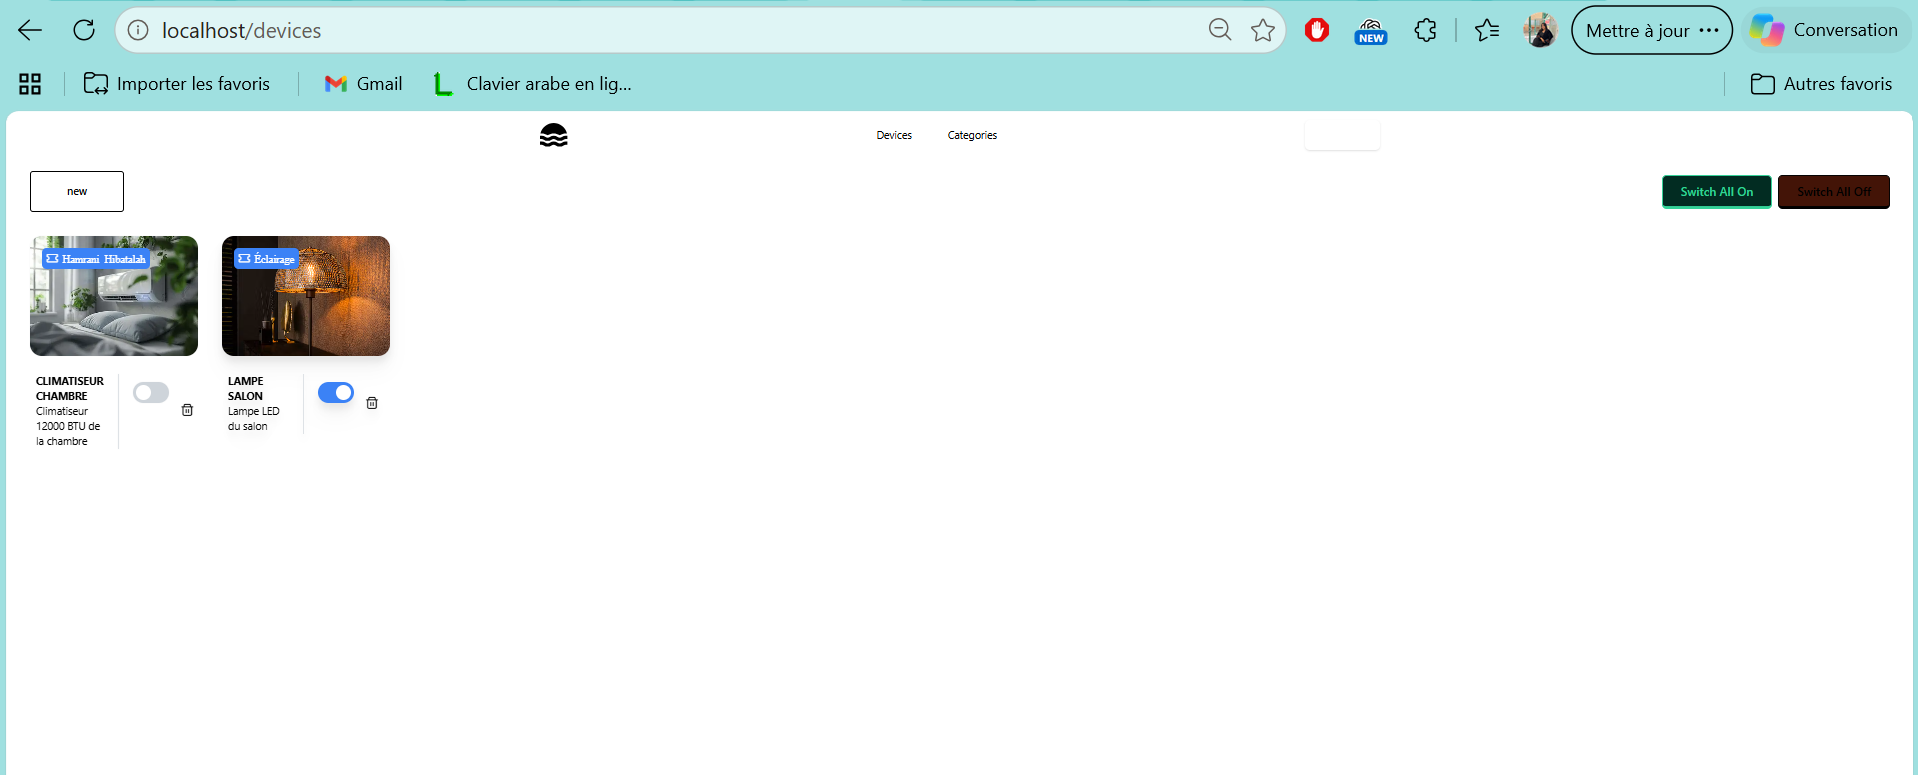 localhost/devices
NEW
Mettre à jour
Conversation
Importer les favoris
Gmail
Clavier arabe en lig...
Autres favoris
Devices
Categories
new
Switch All On
Switch All Off
Hamrani Hibatalah
Éclairage
CLIMATISEUR
CHAMBRE
Climatiseur
12000 BTU de
la chambre
LAMPE
SALON
Lampe LED
du salon